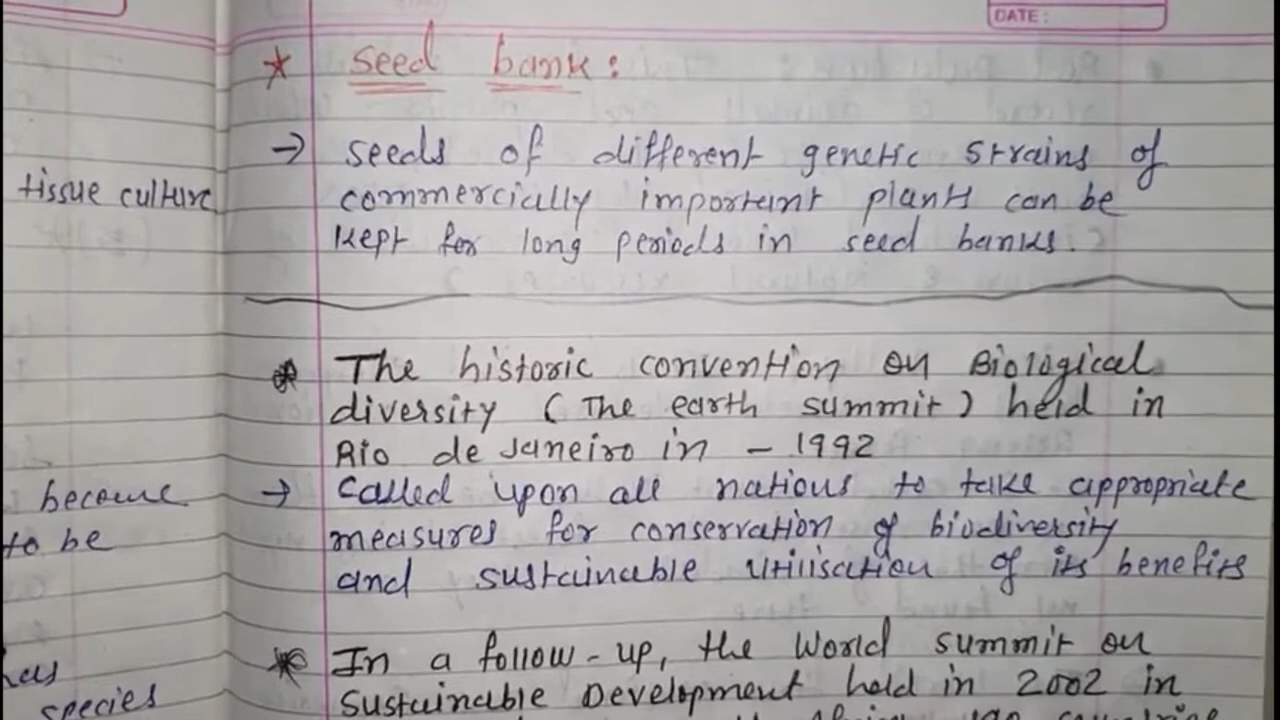 DATE:
* seed bank:
→ seeds of different genetic strains of
tissue culture
commercially important plants can be
kept for long periods in seed banks.
* The historic convention on Biological
diversity (The earth summit) held in
Rio de Janeiro in - 1992
become
→ called upon all nations to take appropriate
to be
measures for conservation of biodiversity
and sustainable utilisation of its benefits
* In a follow-up, the World summit on
species
Sustainable Development held in 2002 in